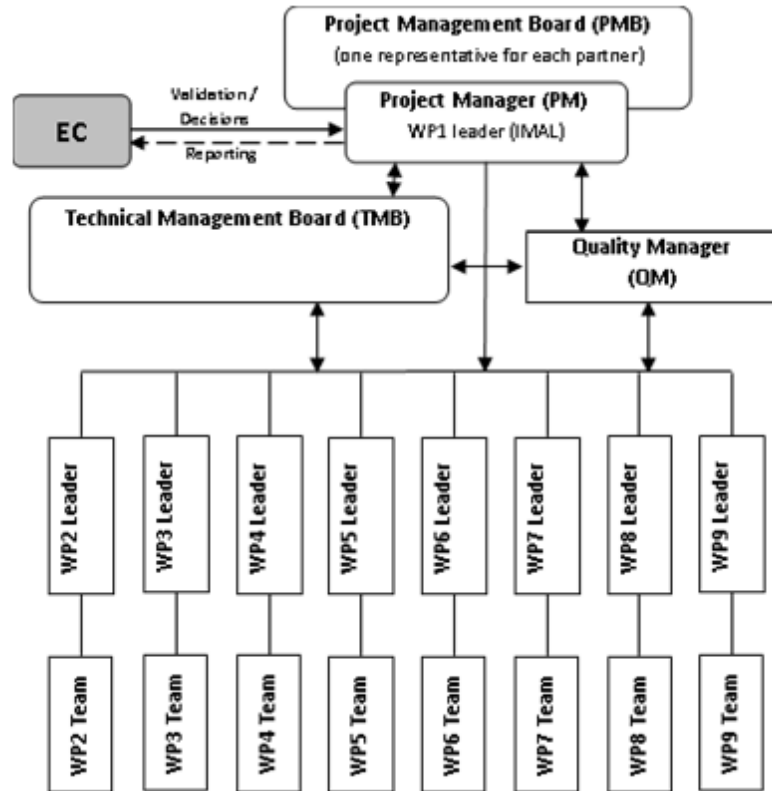 Project Management Board (PMB)
(one representative for each partner)
Project Manager (PM)
WP1 leader (IMAL)
EC
Validation /
Decisions
Reporting
Technical Management Board (TMB)
Quality Manager
(QM)
WP2 Leader
WP3 Leader
WP4 Leader
WP5 Leader
WP6 Leader
WP7 Leader
WP8 Leader
WP9 Leader
WP2 Team
WP3 Team
WP4 Team
WP5 Team
WP6 Team
WP7 Team
WP8 Team
WP9 Team